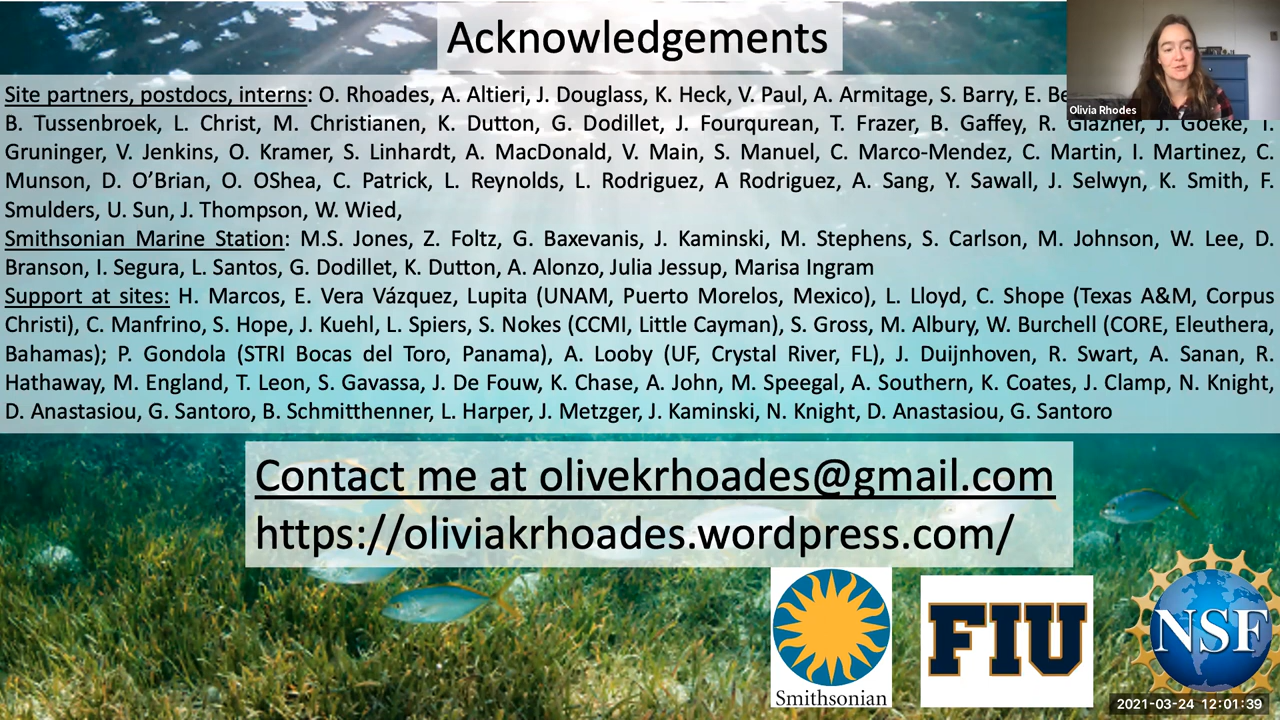 Acknowledgements
Site partners, postdocs, interns: O. Rhoades, A. Altieri, J. Douglass, K. Heck, V. Paul, A. Armitage, S. Barry, E.
Olivia Rhodes
B. Tussenbroek, L. Christ, M. Christianen, K. Dutton, G. Dodillet, J. Fourqurean, T. Frazer, B. Gaffey, R. Glazner, J. Goeke, T.
Gruninger, V. Jenkins, O. Kramer, S. Linhardt, A. MacDonald, V. Main, S. Manuel, C. Marco-Mendez, C. Martin, I. Martinez, C.
Munson, D. O’Brian, O. OShea, C. Patrick, L. Reynolds, L. Rodriguez, A Rodriguez, A. Sang, Y. Sawall, J. Selwyn, K. Smith, F.
Smulders, U. Sun, J. Thompson, W. Wied,
Smithsonian Marine Station: M.S. Jones, Z. Foltz, G. Baxevanis, J. Kaminski, M. Stephens, S. Carlson, M. Johnson, W. Lee, D.
Branson, I. Segura, L. Santos, G. Dodillet, K. Dutton, A. Alonzo, Julia Jessup, Marisa Ingram
Support at sites: H. Marcos, E. Vera Vázquez, Lupita (UNAM, Puerto Morelos, Mexico), L. Lloyd, C. Shope (Texas A&M, Corpus
Christi), C. Manfrino, S. Hope, J. Kuehl, L. Spiers, S. Nokes (CCMI, Little Cayman), S. Gross, M. Albury, W. Burchell (CORE, Eleuthera,
Bahamas); P. Gondola (STRI Bocas del Toro, Panama), A. Looby (UF, Crystal River, FL), J. Duijnhoven, R. Swart, A. Sanan, R.
Hathaway, M. England, T. Leon, S. Gavassa, J. De Fouw, K. Chase, A. John, M. Speegal, A. Southern, K. Coates, J. Clamp, N. Knight,
D. Anastasiou, G. Santoro, B. Schmitthenner, L. Harper, J. Metzger, J. Kaminski, N. Knight, D. Anastasiou, G. Santoro
Contact me at olivekrhoades@gmail.com
https://oliviakrhoades.wordpress.com/
Smithsonian
FIU
NSF
2021-03-24 12:01:39